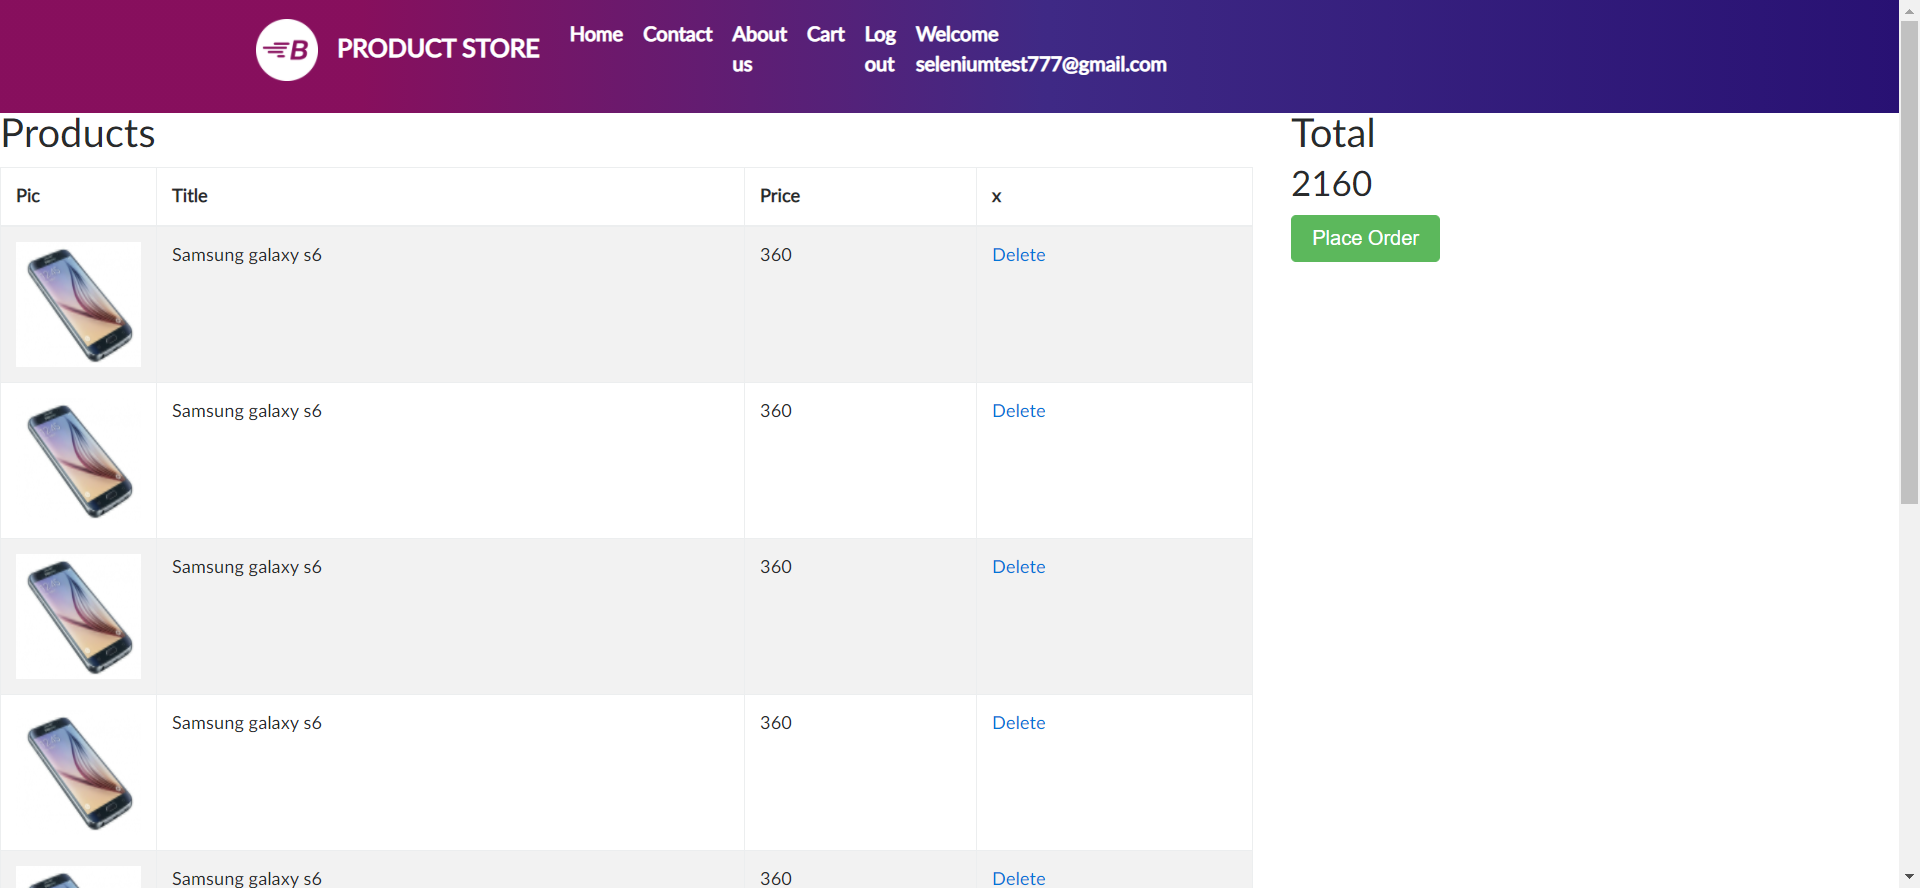 B PRODUCT STORE Home Contact About us Cart Log out Welcome seleniumtest777@gmail.com
Products
Total
2160
Place Order
Pic Title Price x
Samsung galaxy s6 360 Delete
Samsung galaxy s6 360 Delete
Samsung galaxy s6 360 Delete
Samsung galaxy s6 360 Delete
Samsung galaxy s6 360 Delete